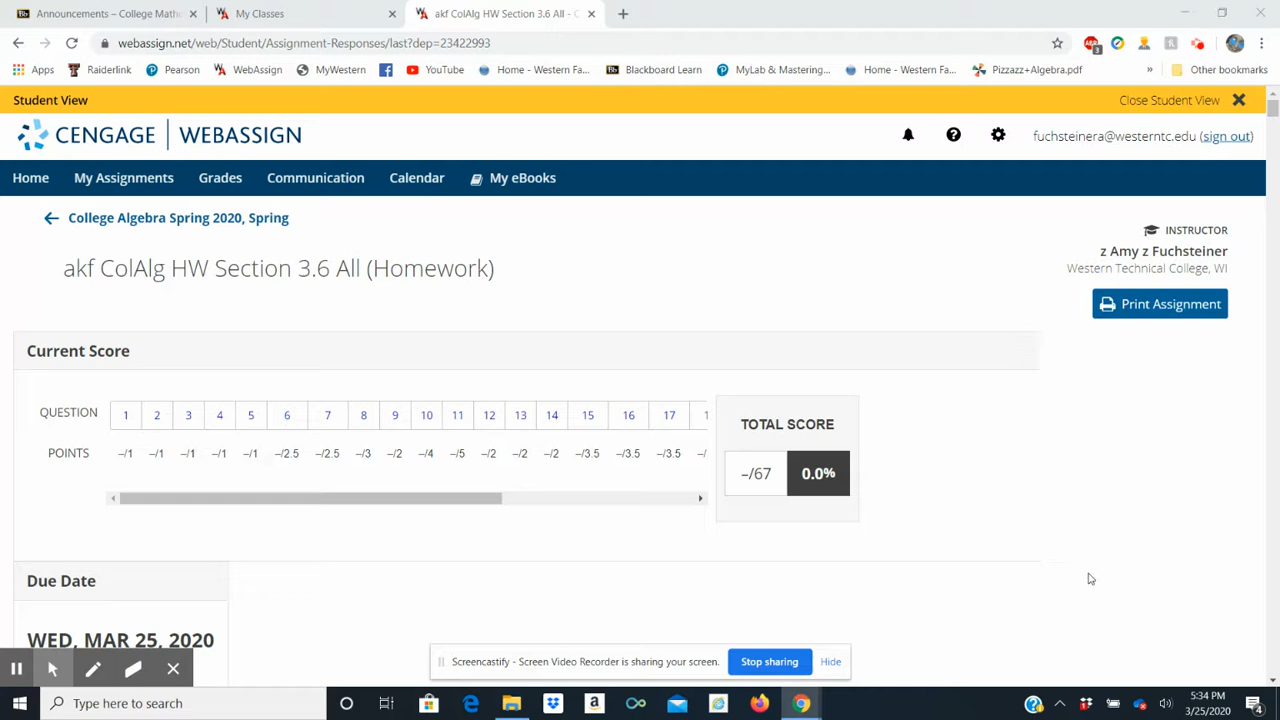 Bb Announcements – College Math
My Classes
akf ColAlg HW Section 3.6 All - C
webassign.net/web/Student/Assignment-Responses/last?dep=23422993
Apps Raiderlink Pearson WebAssign MyWestern YouTube Home - Western Fa... Bb Blackboard Learn MyLab & Mastering... Home - Western Fa... Pizzazz+Algebra.pdf » Other bookmarks
Student View Close Student View
CENGAGE | WEBASSIGN fuchsteinera@westerntc.edu (sign out)
Home My Assignments Grades Communication Calendar My eBooks
College Algebra Spring 2020, Spring
INSTRUCTOR
z Amy z Fuchsteiner
Western Technical College, WI
akf ColAlg HW Section 3.6 All (Homework)
Print Assignment
Current Score
QUESTION 1 2 3 4 5 6 7 8 9 10 11 12 13 14 15 16 17 1
POINTS –/1 –/1 –/1 –/1 –/1 –/2.5 –/2.5 –/3 –/2 –/4 –/5 –/2 –/2 –/2 –/3.5 –/3.5 –/3.5 –/
TOTAL SCORE
–/67 0.0%
Due Date
WED, MAR 25, 2020
Screencastify - Screen Video Recorder is sharing your screen. Stop sharing Hide
Type here to search
5:34 PM
3/25/2020
4